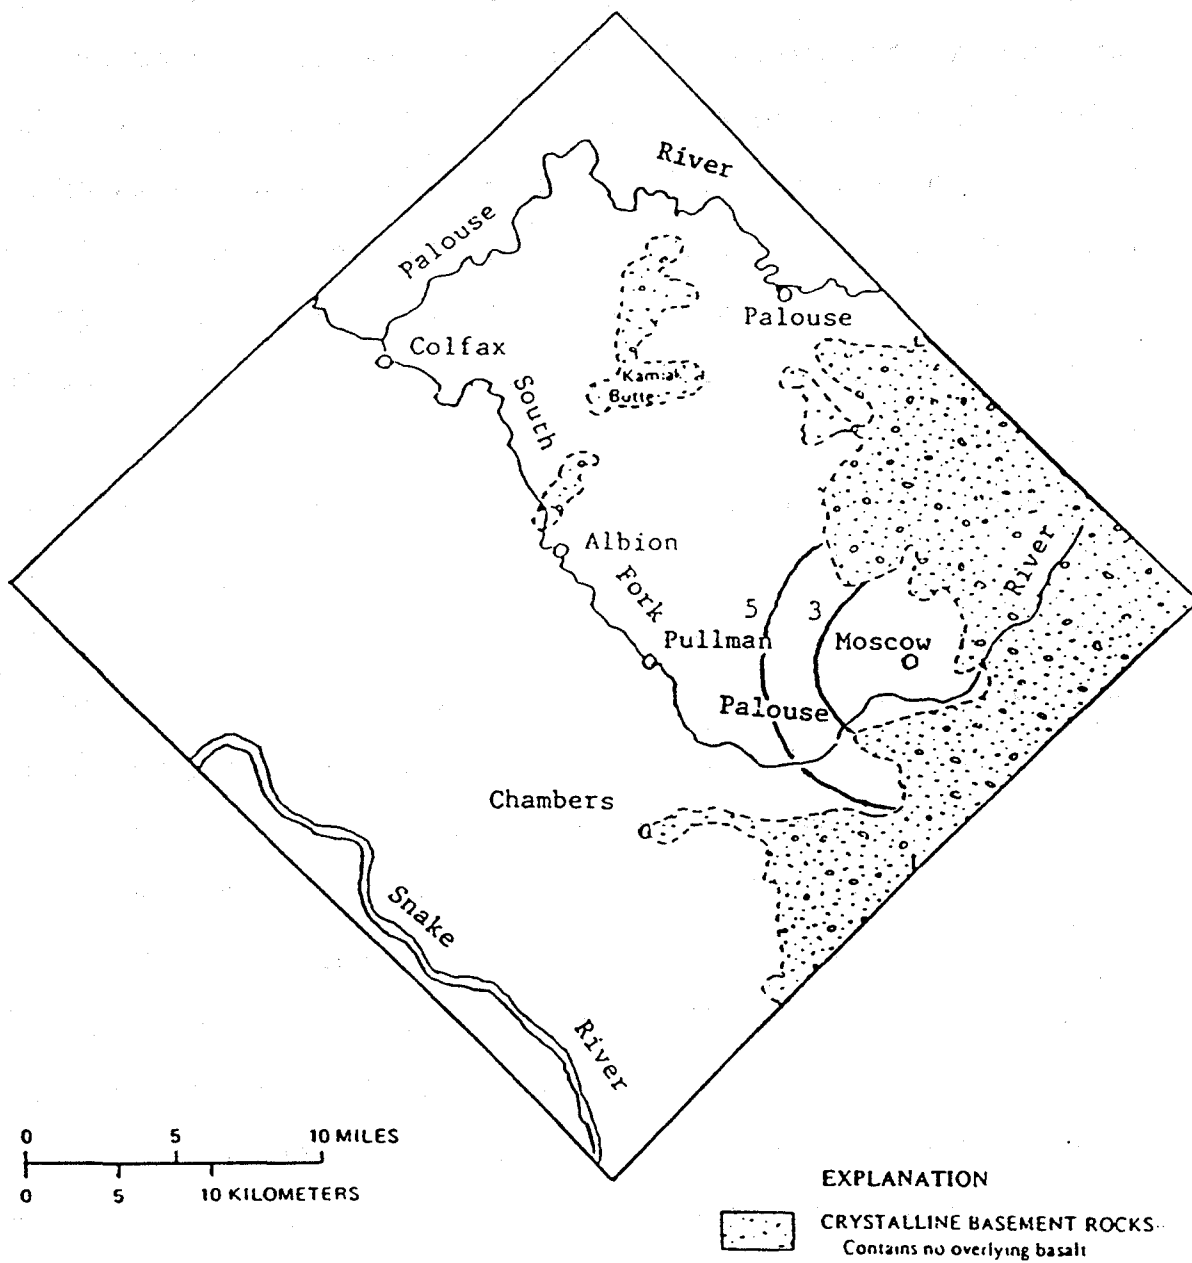 River
Palouse
Palouse
Colfax
South
Kamiak
Butte
Albion
Fork
River
5
3
Pullman
Moscow
Palouse
Chambers
Snake
River
0 5 10 MILES
0 5 10 KILOMETERS
EXPLANATION
CRYSTALLINE BASEMENT ROCKS
Contains no overlying basalt